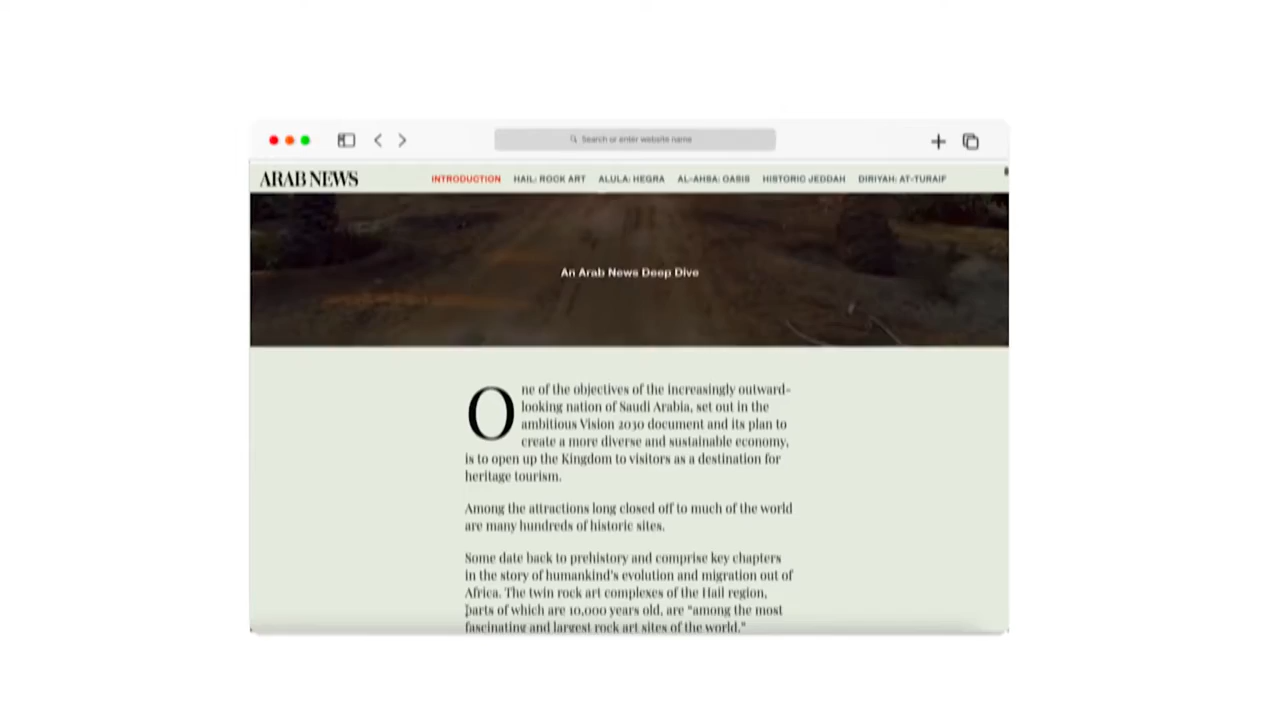 Search or enter website name
ARAB NEWS
INTRODUCTION HAIL: ROCK ART ALULA: HEGRA AL-AHSA: OASIS HISTORIC JEDDAH DIRIYAH: AT-TURAIF
An Arab News Deep Dive
One of the objectives of the increasingly outward-
looking nation of Saudi Arabia, set out in the
ambitious Vision 2030 document and its plan to
create a more diverse and sustainable economy,
is to open up the Kingdom to visitors as a destination for
heritage tourism.
Among the attractions long closed off to much of the world
are many hundreds of historic sites.
Some date back to prehistory and comprise key chapters
in the story of humankind's evolution and migration out of
Africa. The twin rock art complexes of the Hail region,
parts of which are 10,000 years old, are "among the most
fascinating and largest rock art sites of the world."